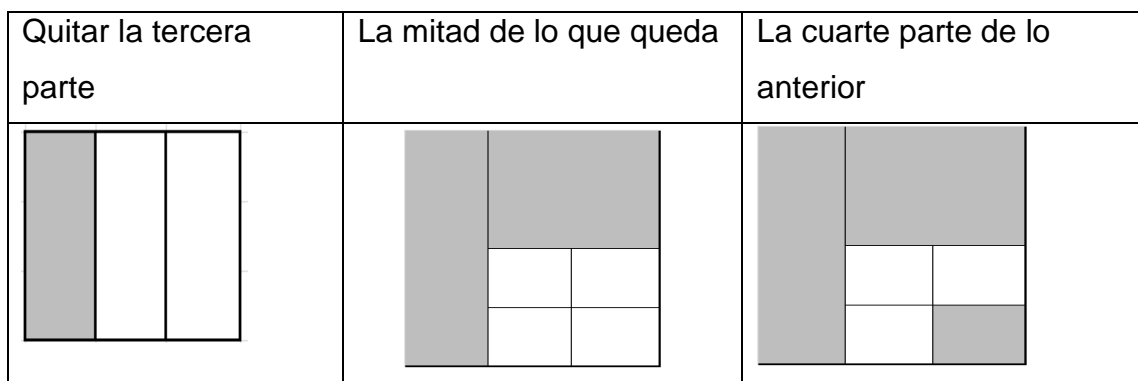 Quitar la tercera
parte
La mitad de lo que queda
La cuarte parte de lo
anterior